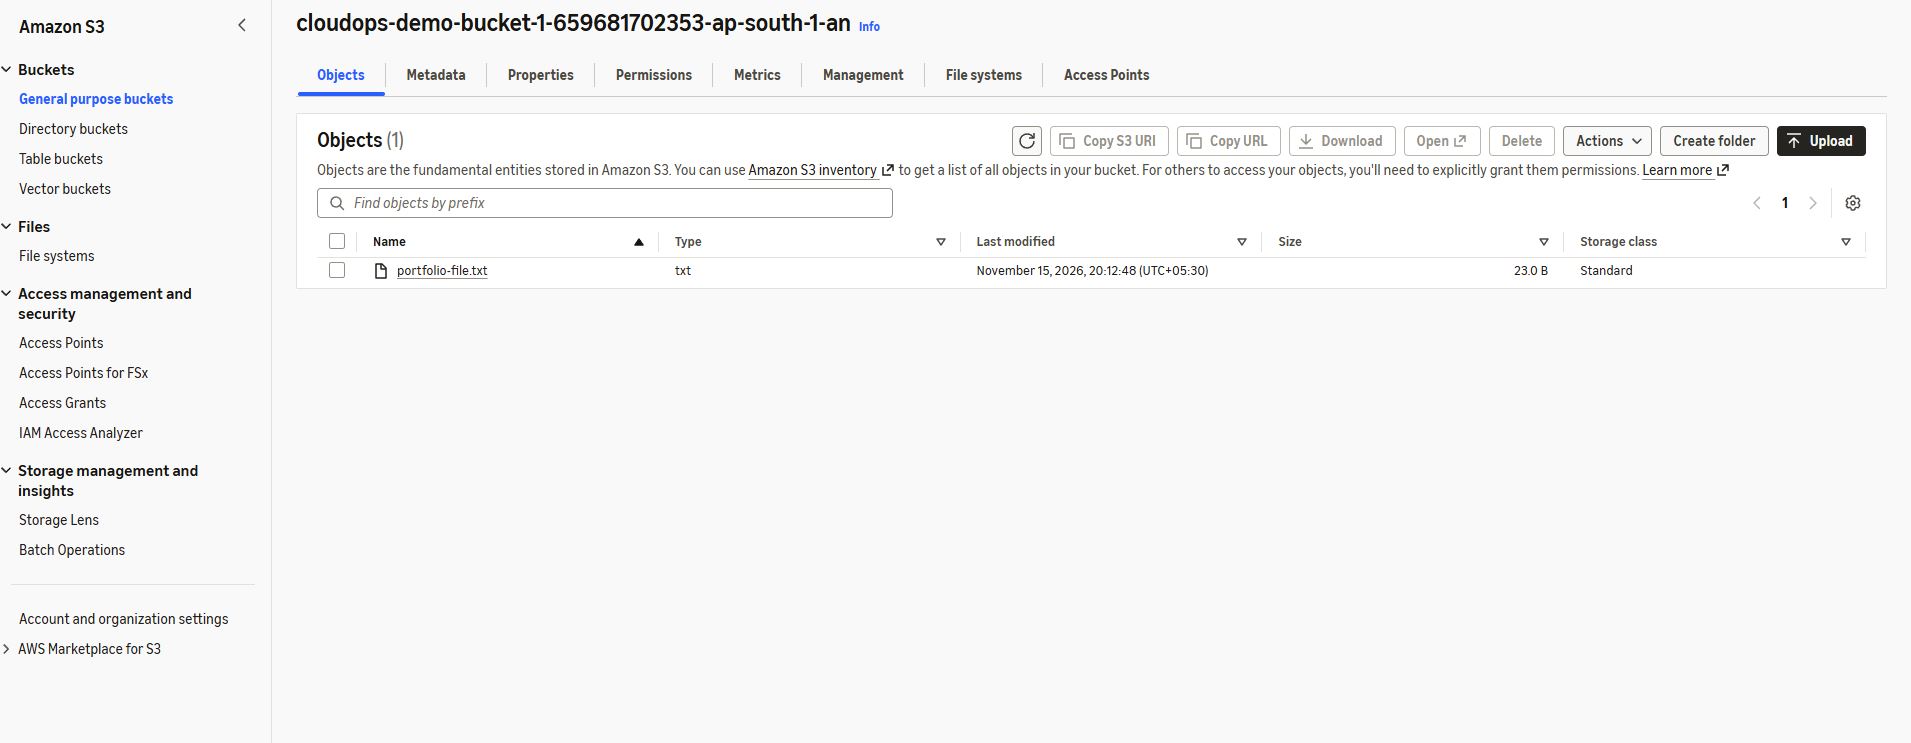 Amazon S3
Buckets
General purpose buckets
Directory buckets
Table buckets
Vector buckets
Files
File systems
Access management and
security
Access Points
Access Points for FSx
Access Grants
IAM Access Analyzer
Storage management and
insights
Storage Lens
Batch Operations
Account and organization settings
AWS Marketplace for S3
cloudops-demo-bucket-1-659681702353-ap-south-1-an Info
Objects Metadata Properties Permissions Metrics Management File systems Access Points
Objects (1) Copy S3 URI Copy URL Download Open Delete Actions Create folder Upload
Objects are the fundamental entities stored in Amazon S3. You can use Amazon S3 inventory to get a list of all objects in your bucket. For others to access your objects, you'll need to explicitly grant them permissions. Learn more
Find objects by prefix 1
Name Type Last modified Size Storage class
portfolio-file.txt txt November 15, 2026, 20:12:48 (UTC+05:30) 23.0 B Standard